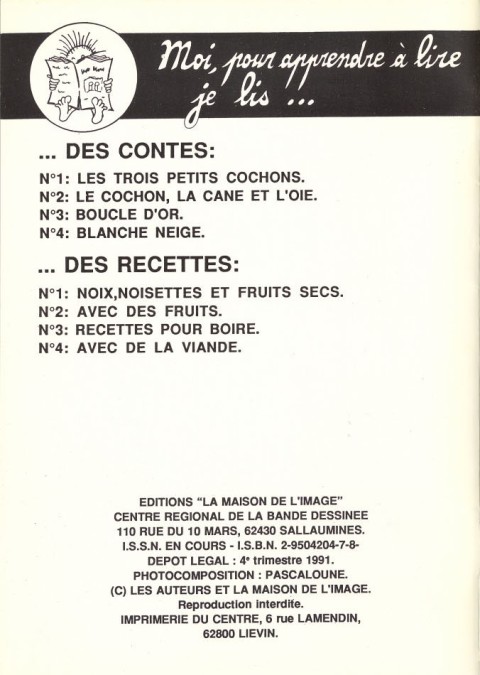 Moi, pour apprendre à lire
je lis ...
... DES CONTES:
N°1: LES TROIS PETITS COCHONS.
N°2: LE COCHON, LA CANE ET L'OIE.
N°3: BOUCLE D'OR.
N°4: BLANCHE NEIGE.
... DES RECETTES:
N°1: NOIX,NOISETTES ET FRUITS SECS.
N°2: AVEC DES FRUITS.
N°3: RECETTES POUR BOIRE.
N°4: AVEC DE LA VIANDE.
EDITIONS "LA MAISON DE L'IMAGE"
CENTRE REGIONAL DE LA BANDE DESSINEE
110 RUE DU 10 MARS, 62430 SALLAUMINES.
I.S.S.N. EN COURS - I.S.B.N. 2-9504204-7-8-
DEPOT LEGAL : 4e trimestre 1991.
PHOTOCOMPOSITION : PASCALOUNE.
(C) LES AUTEURS ET LA MAISON DE L'IMAGE.
Reproduction interdite.
IMPRIMERIE DU CENTRE, 6 rue LAMENDIN,
62800 LIEVIN.